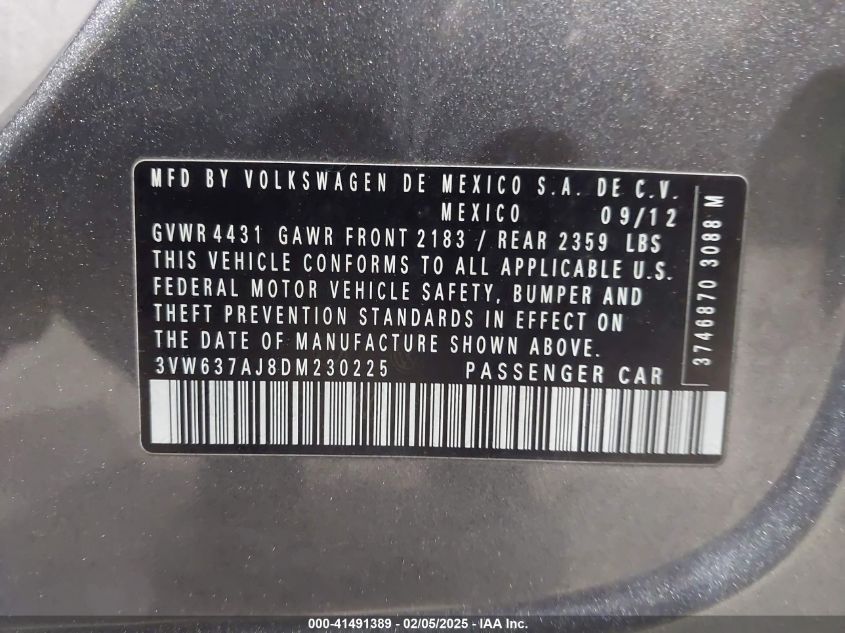 MFD BY VOLKSWAGEN DE MEXICO S.A. DE C.V.
MEXICO 09/12
GVWR 4431 GAWR FRONT 2183 / REAR 2359 LBS
THIS VEHICLE CONFORMS TO ALL APPLICABLE U.S.
FEDERAL MOTOR VEHICLE SAFETY, BUMPER AND
THEFT PREVENTION STANDARDS IN EFFECT ON
THE DATE OF MANUFACTURE SHOWN ABOVE.
3VW637AJ8DM230225 PASSENGER CAR
3746870 3088 M
000-41491389 - 02/05/2025 - IAA Inc.